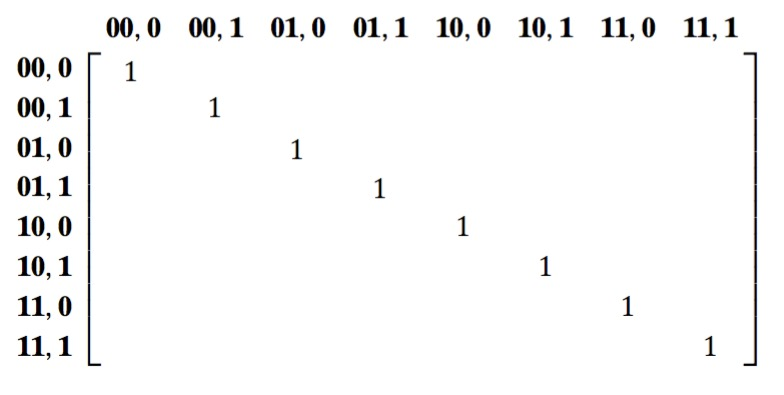 00, 0 00, 1 01, 0 01, 1 10, 0 10, 1 11, 0 11, 1
00, 0 1
00, 1 1
01, 0 1
01, 1 1
10, 0 1
10, 1 1
11, 0 1
11, 1 1